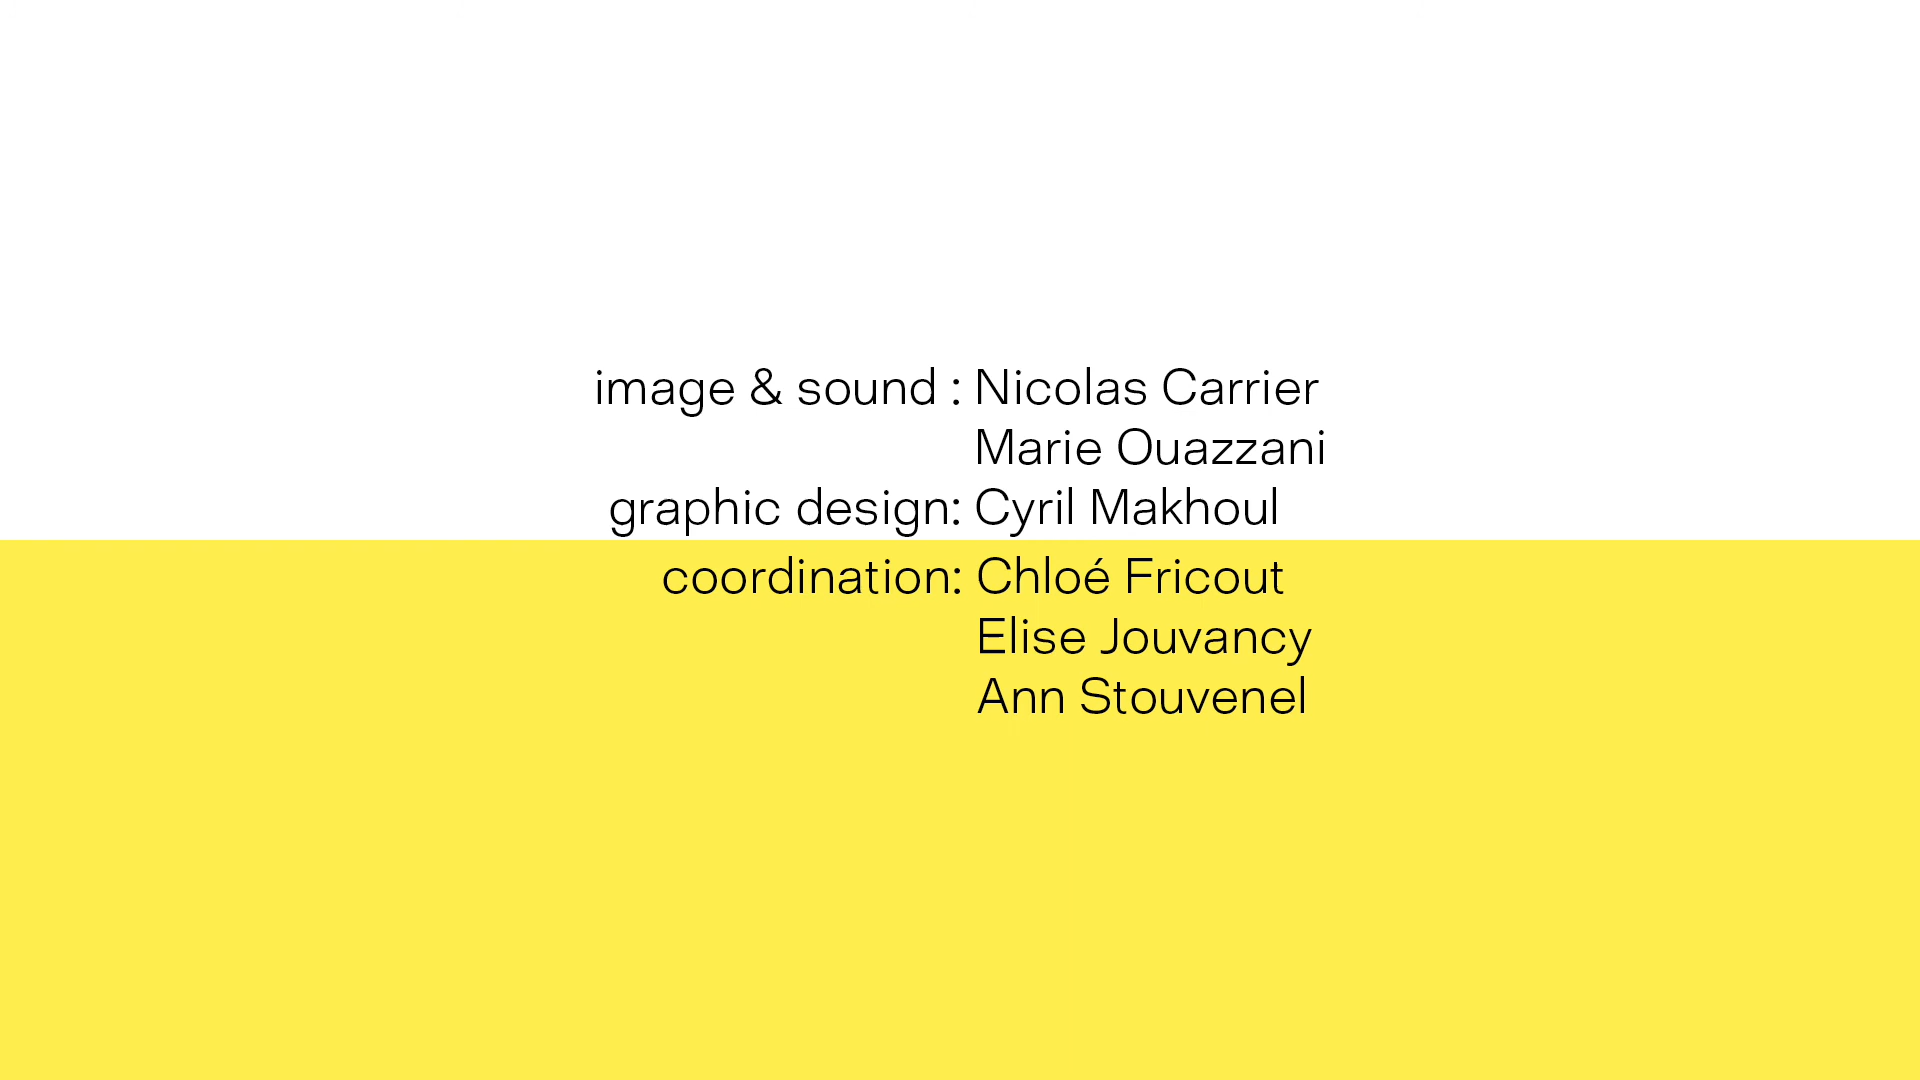 image & sound : Nicolas Carrier
Marie Ouazzani
graphic design: Cyril Makhoul
coordination: Chloé Fricout
Elise Jouvancy
Ann Stouvenel